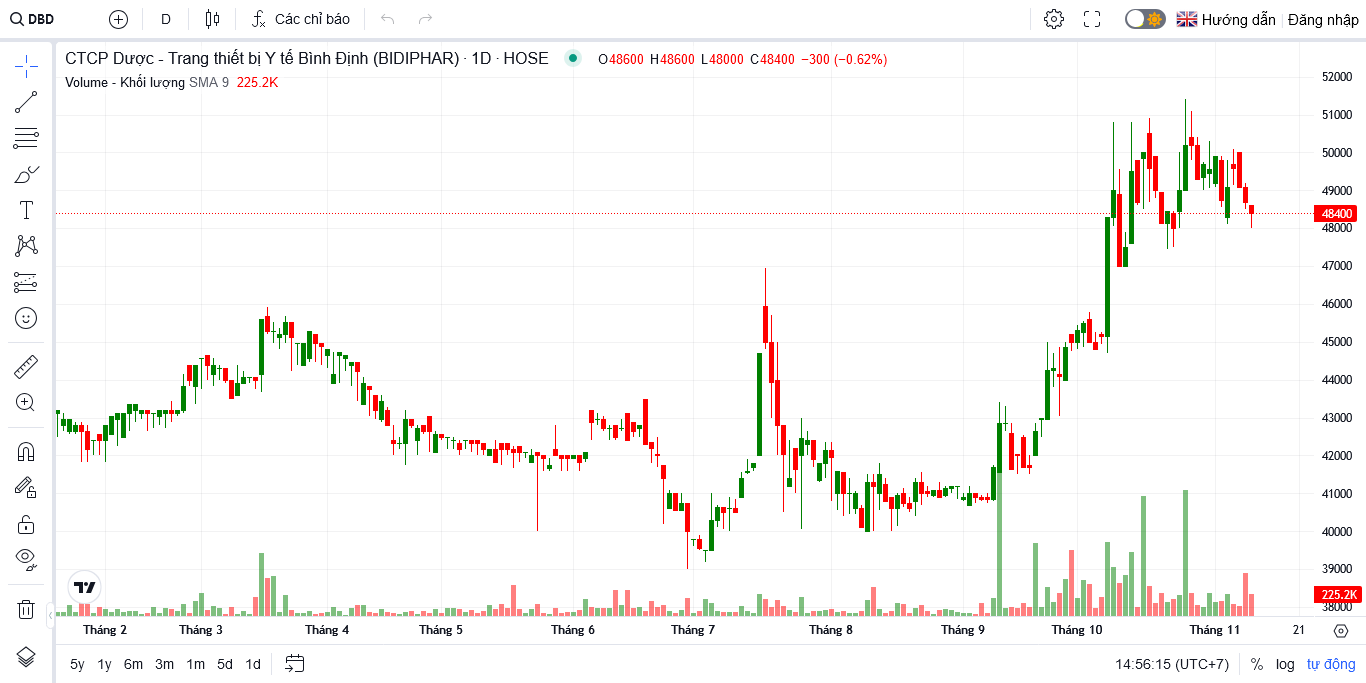 DBD D Các chỉ báo Hướng dẫn Đăng nhập
CTCP Dược - Trang thiết bị Y tế Bình Định (BIDIPHAR) · 1D · HOSE O48600 H48600 L48000 C48400 −300 (−0.62%)
Volume - Khối lượng SMA 9 225.2K
52000
51000
50000
49000
48400
48000
47000
46000
45000
44000
43000
42000
41000
40000
39000
225.2K
38000
Tháng 2 Tháng 3 Tháng 4 Tháng 5 Tháng 6 Tháng 7 Tháng 8 Tháng 9 Tháng 10 Tháng 11 21
5y 1y 6m 3m 1m 5d 1d 14:56:15 (UTC+7) % log tự động